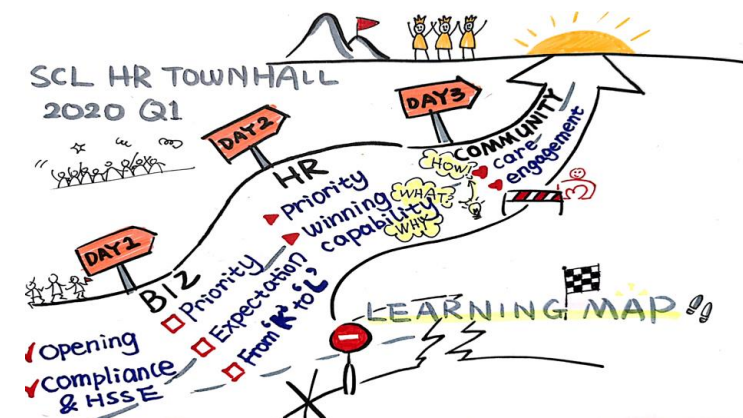 SCL HR TOWNHALL
2020 Q1
DAY1
DAY2
DAY3
BIZ
HR
COMMUNITY
Opening
Compliance
& HSSE
Priority
Expectation
From 'K' to 'L'
Priority
Winning
capability
care
engagement
HOW?
WHAT?
WHY?
LEARNING MAP